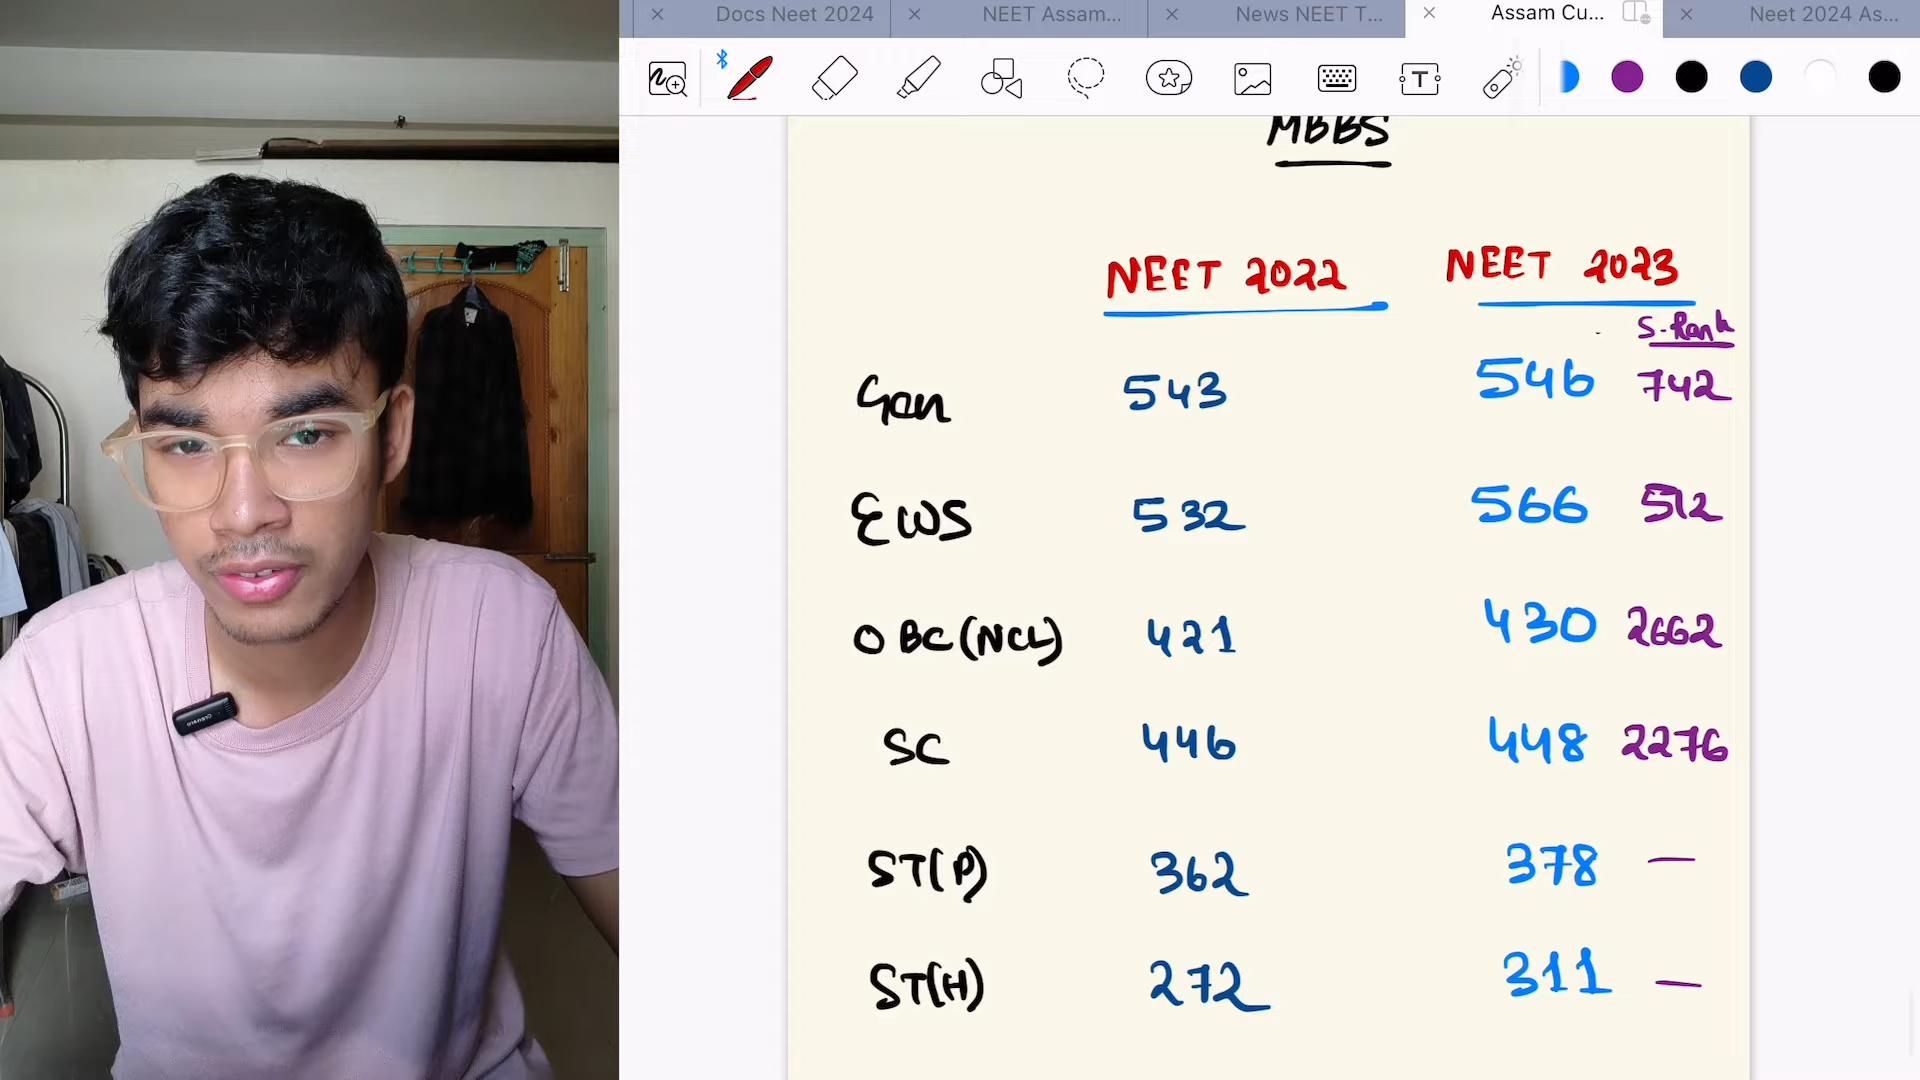 Docs Neet 2024 NEET Assam... News NEET T... Assam Cu... Neet 2024 As...
MBBS
NEET 2022 NEET 2023
S-Rank
Gen 543 546 742
EWS 532 566 512
OBC(NCL) 421 430 2662
SC 446 448 2276
ST(P) 362 378 —
ST(H) 272 311 —